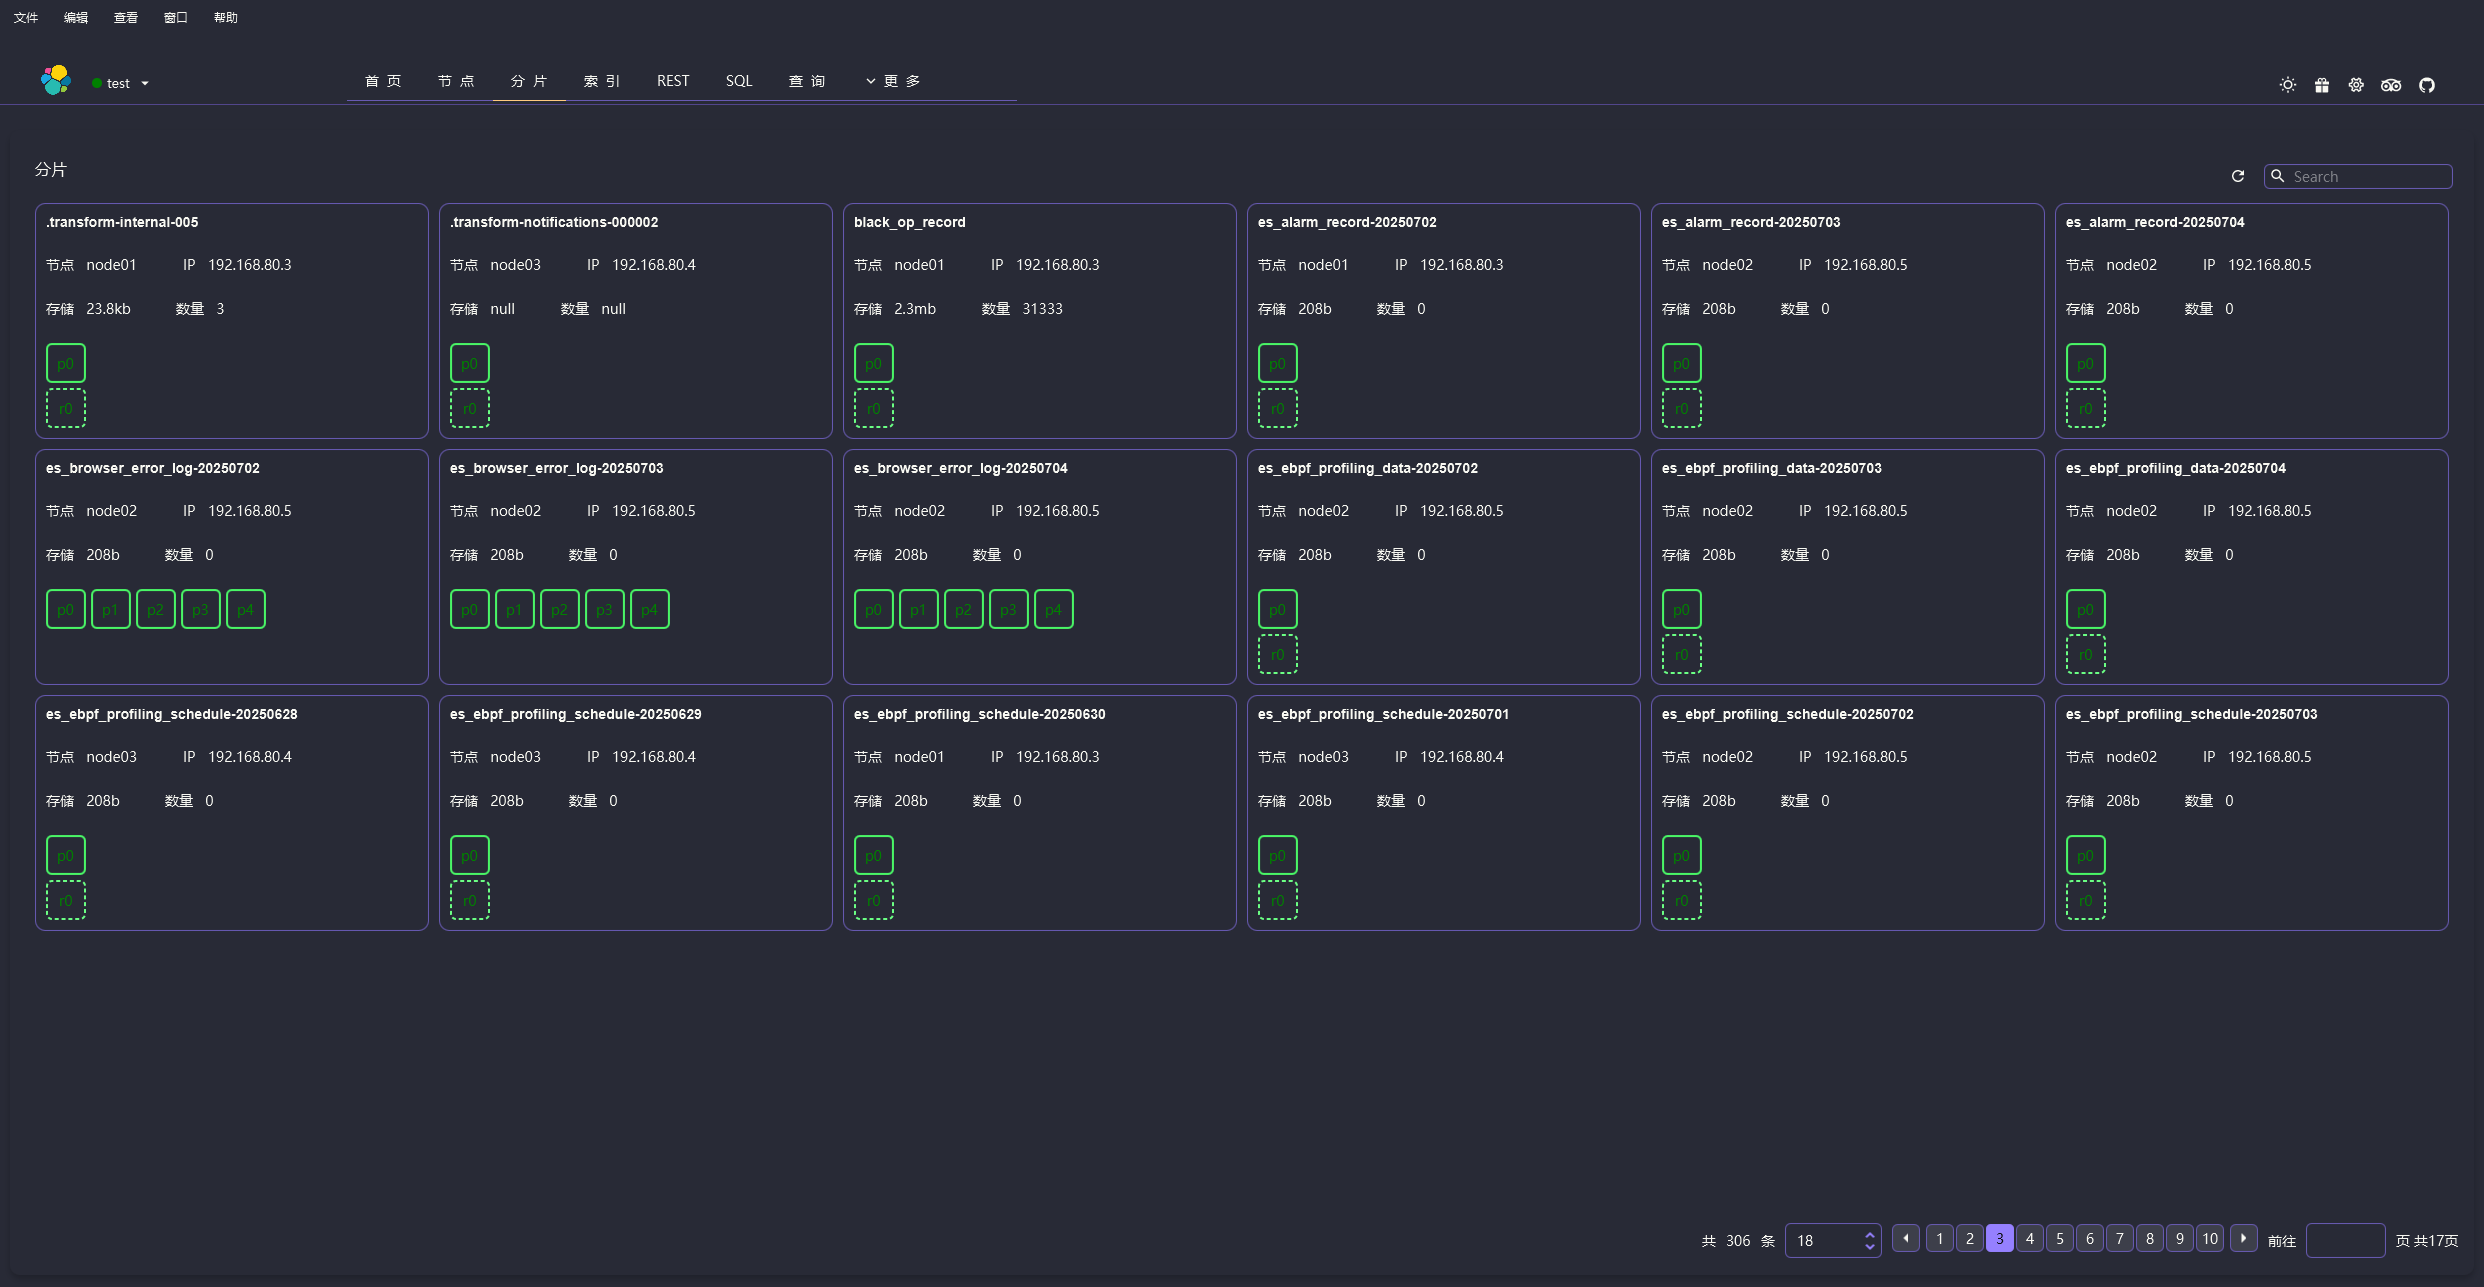 文件 编辑 查看 窗口 帮助
test 首 页 节 点 分 片 索 引 REST SQL 查 询 更 多
分片 Search
.transform-internal-005 .transform-notifications-000002 black_op_record es_alarm_record-20250702 es_alarm_record-20250703 es_alarm_record-20250704
节点 node01 IP 192.168.80.3 节点 node03 IP 192.168.80.4 节点 node01 IP 192.168.80.3 节点 node01 IP 192.168.80.3 节点 node02 IP 192.168.80.5 节点 node02 IP 192.168.80.5
存储 23.8kb 数量 3 存储 null 数量 null 存储 2.3mb 数量 31333 存储 208b 数量 0 存储 208b 数量 0 存储 208b 数量 0
p0 p0 p0 p0 p0 p0
r0 r0 r0 r0 r0 r0
es_browser_error_log-20250702 es_browser_error_log-20250703 es_browser_error_log-20250704 es_ebpf_profiling_data-20250702 es_ebpf_profiling_data-20250703 es_ebpf_profiling_data-20250704
节点 node02 IP 192.168.80.5 节点 node02 IP 192.168.80.5 节点 node02 IP 192.168.80.5 节点 node02 IP 192.168.80.5 节点 node02 IP 192.168.80.5 节点 node02 IP 192.168.80.5
存储 208b 数量 0 存储 208b 数量 0 存储 208b 数量 0 存储 208b 数量 0 存储 208b 数量 0 存储 208b 数量 0
p0 p1 p2 p3 p4 p0 p1 p2 p3 p4 p0 p1 p2 p3 p4 p0 p0 p0
r0 r0 r0
es_ebpf_profiling_schedule-20250628 es_ebpf_profiling_schedule-20250629 es_ebpf_profiling_schedule-20250630 es_ebpf_profiling_schedule-20250701 es_ebpf_profiling_schedule-20250702 es_ebpf_profiling_schedule-20250703
节点 node03 IP 192.168.80.4 节点 node03 IP 192.168.80.4 节点 node01 IP 192.168.80.3 节点 node03 IP 192.168.80.4 节点 node02 IP 192.168.80.5 节点 node02 IP 192.168.80.5
存储 208b 数量 0 存储 208b 数量 0 存储 208b 数量 0 存储 208b 数量 0 存储 208b 数量 0 存储 208b 数量 0
p0 p0 p0 p0 p0 p0
r0 r0 r0 r0 r0 r0
共 306 条 18 1 2 3 4 5 6 7 8 9 10 前往 页 共17页